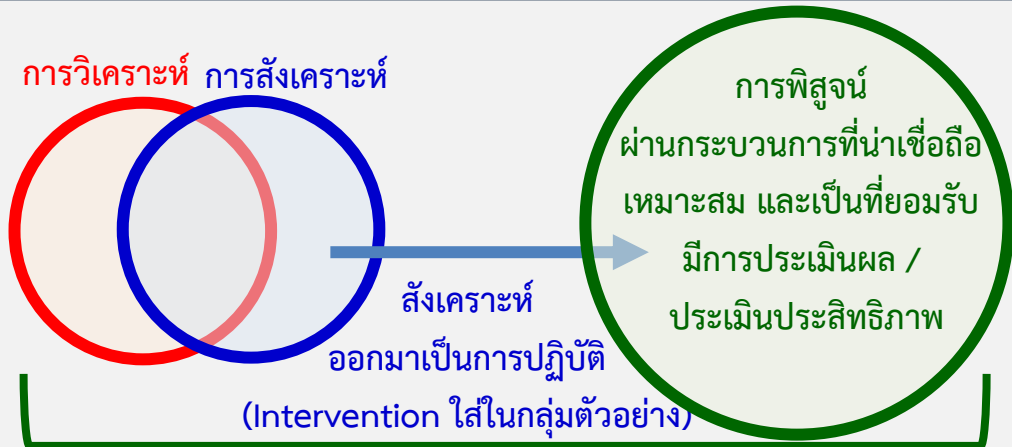 การวิเคราะห์
การสังเคราะห์
สังเคราะห์
ออกมาเป็นการปฏิบัติ
(Intervention ใส่ในกลุ่มตัวอย่าง)
การพิสูจน์
ผ่านกระบวนการที่น่าเชื่อถือ
เหมาะสม และเป็นที่ยอมรับ
มีการประเมินผล /
ประเมินประสิทธิภาพ